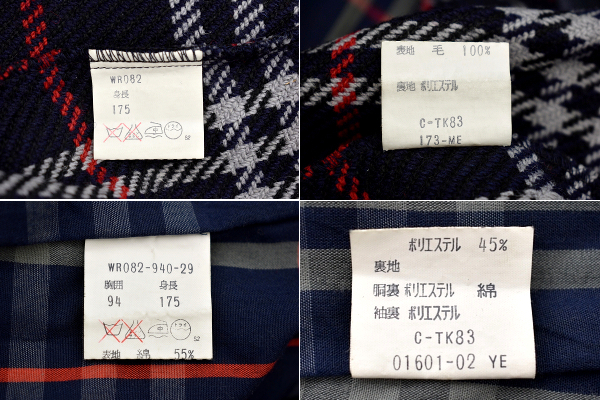 WR082
身長
175
52
表地 毛 100%
裏地 ポリエステル
C-TK83
173-ME
WR082-940-29
胸囲 身長
94 175
52
表地 綿 55%
ポリエステル 45%
裏地
胴裏 ポリエステル 綿
袖裏 ポリエステル
C-TK83
01601-02 YE